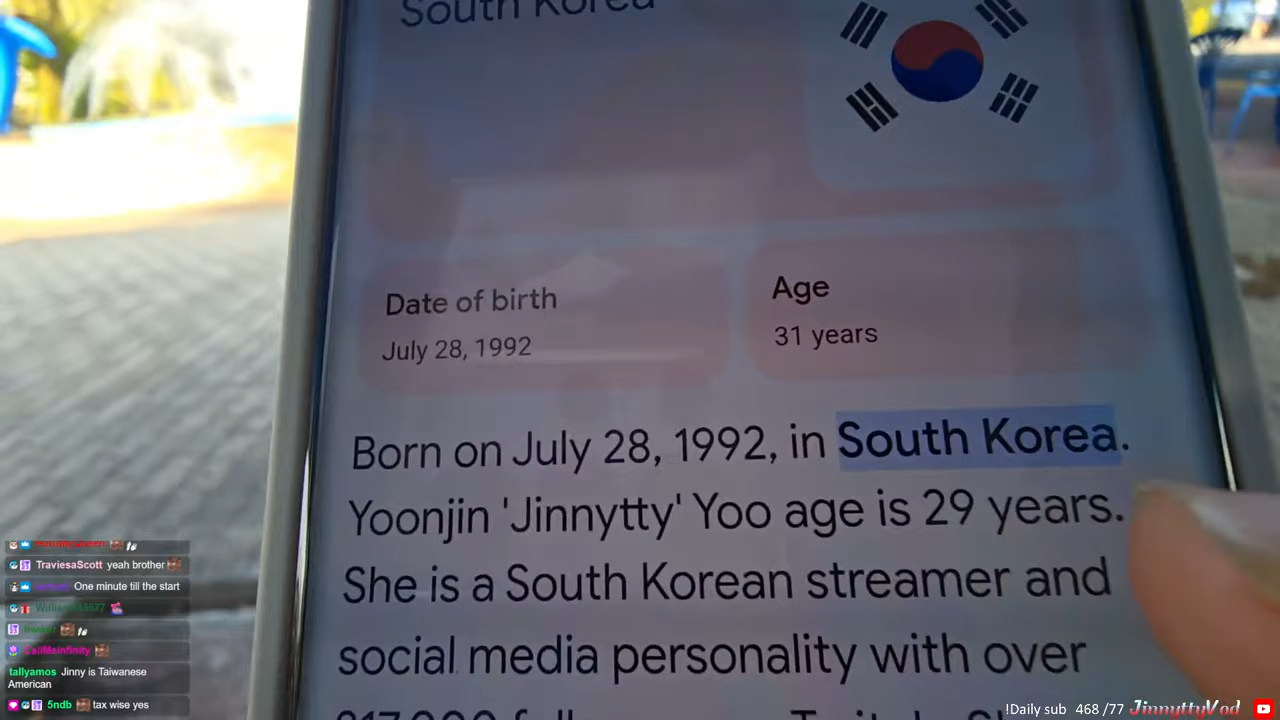 South Korea
Date of birth
July 28, 1992
Age
31 years
Born on July 28, 1992, in South Korea.
Yoonjin 'Jinnytty' Yoo age is 29 years.
She is a South Korean streamer and
social media personality with over
TraviesaScott yeah brother
One minute till the start
CaliMainfinity
tallyamos Jinny is Taiwanese
American
5ndb tax wise yes
!Daily sub 468 /77 JinnyttyVod